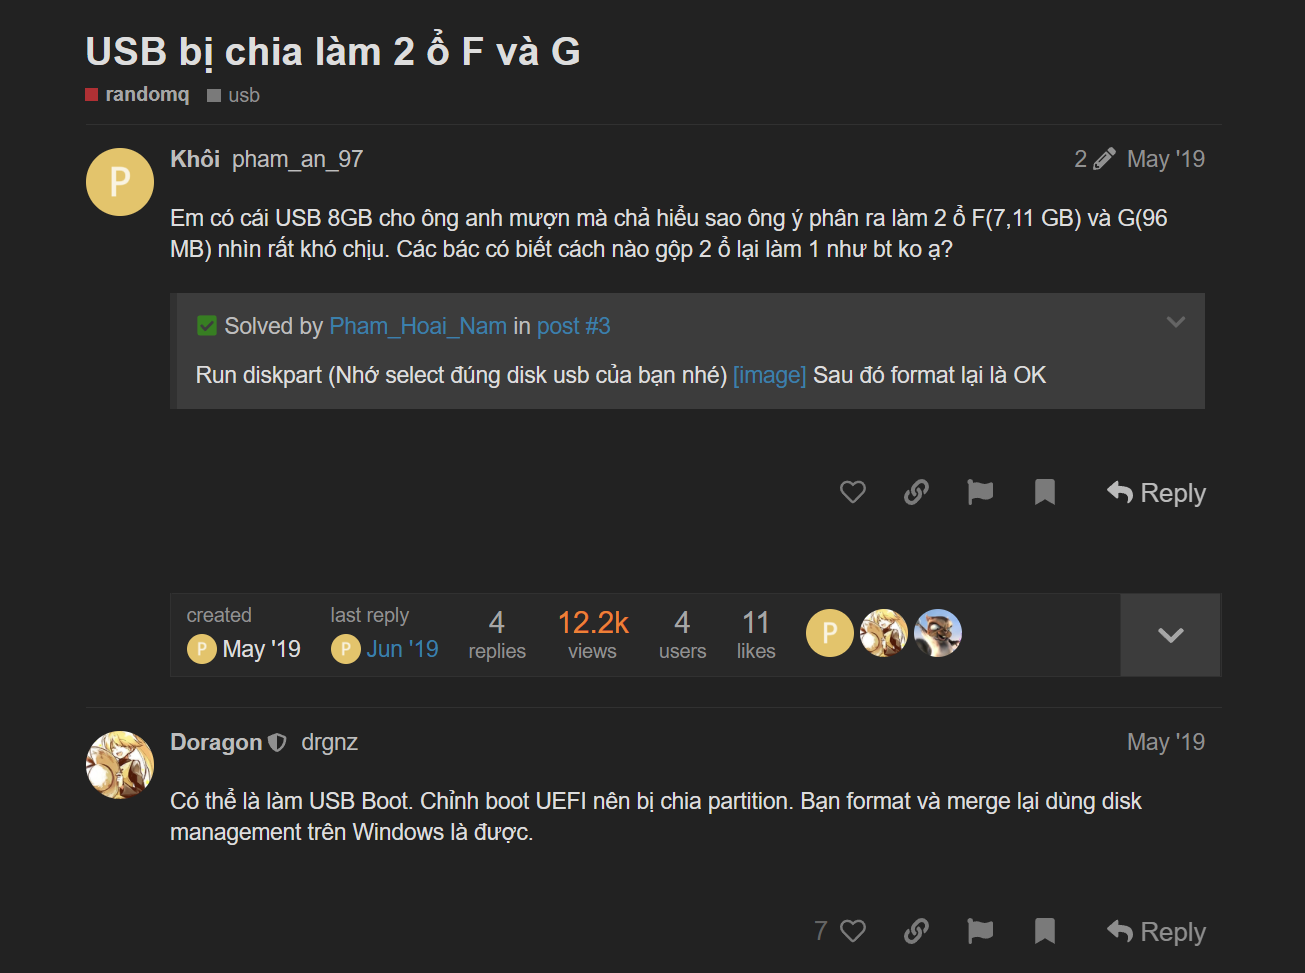 USB bị chia làm 2 ổ F và G
randomq usb
P
Khôi pham_an_97 2 May '19
Em có cái USB 8GB cho ông anh mượn mà chả hiểu sao ông ý phân ra làm 2 ổ F(7,11 GB) và G(96
MB) nhìn rất khó chịu. Các bác có biết cách nào gộp 2 ổ lại làm 1 như bt ko ạ?
Solved by Pham_Hoai_Nam in post #3
Run diskpart (Nhớ select đúng disk usb của bạn nhé) [image] Sau đó format lại là OK
Reply
created last reply 4 12.2k 4 11 P
P May '19 P Jun '19 replies views users likes
Doragon drgnz May '19
Có thể là làm USB Boot. Chỉnh boot UEFI nên bị chia partition. Bạn format và merge lại dùng disk
management trên Windows là được.
7 Reply